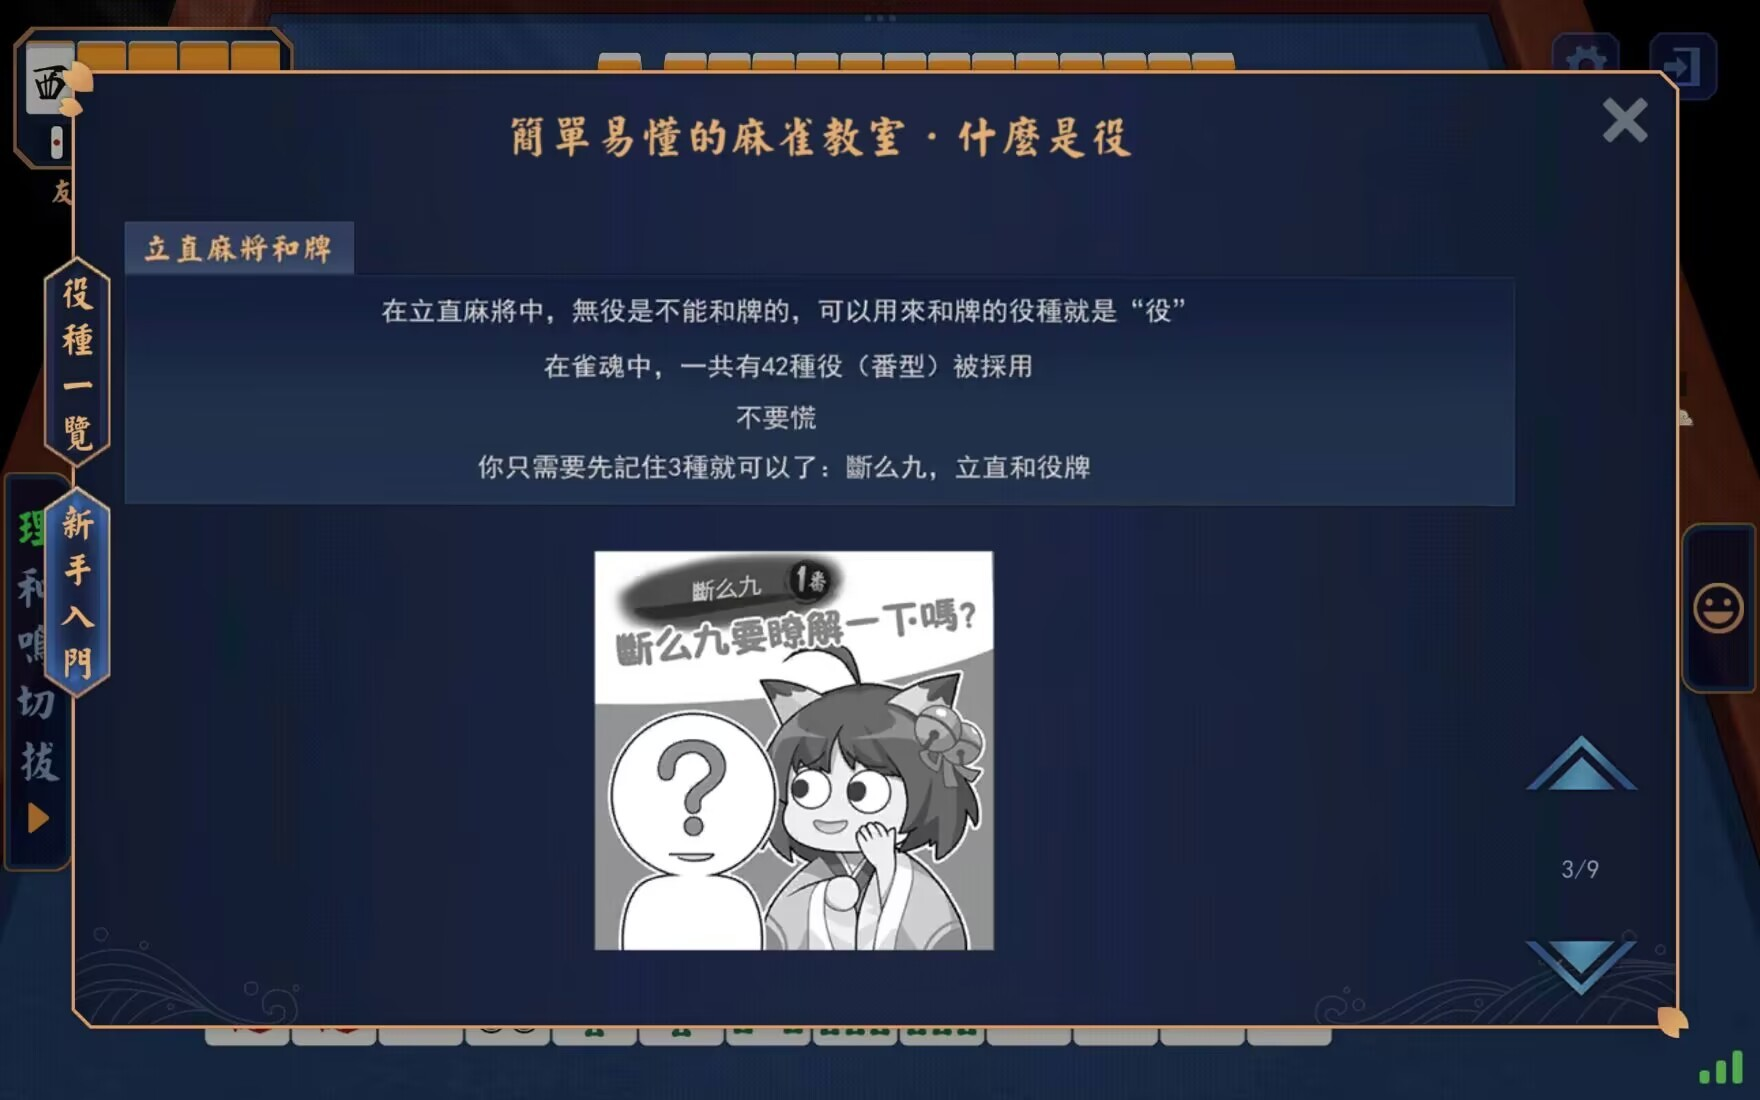 西
友
簡單易懂的麻雀教室·什麼是役
立直麻將和牌
在立直麻將中，無役是不能和牌的，可以用來和牌的役種就是“役”
在雀魂中，一共有42種役（番型）被採用
不要慌
你只需要先記住3種就可以了：斷么九，立直和役牌
役種一覽
新手入門
理
和
鳴
切
拔
斷么九 1番
斷么九要瞭解一下嗎?
?
3/9